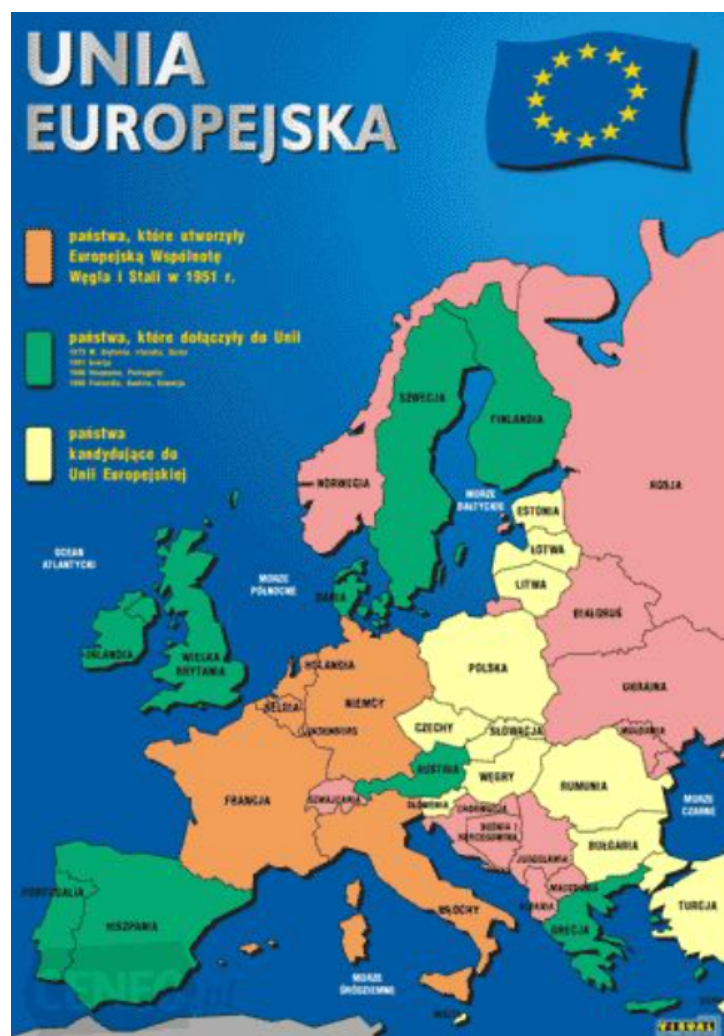 UNIA
EUROPEJSKA
państwa, które utworzyły
Europejską Wspólnotę
Węgla i Stali w 1951 r.
państwa, które dołączyły do Unii
państwa
kandydujące do
Unii Europejskiej
SZWECJA
FINLANDIA
NORWEGIA
ROSJA
MORZE
BAŁTYCKIE
ESTONIA
ŁOTWA
LITWA
OCEAN
ATLANTYCKI
MORZE
PÓŁNOCNE
DANIA
BIAŁORUŚ
IRLANDIA
WIELKA
BRYTANIA
HOLANDIA
POLSKA
UKRAINA
BELGIA
NIEMCY
CZECHY
SŁOWACJA
MOŁDAWIA
AUSTRIA
WĘGRY
RUMUNIA
FRANCJA
SZWAJCARIA
SŁOWENIA
CHORWACJA
MORZE
CZARNE
BOŚNIA I
HERCEGOWINA
JUGOSŁAWIA
BUŁGARIA
PORTUGALIA
HISZPANIA
WŁOCHY
MACEDONIA
ALBANIA
GRECJA
TURCJA
MORZE
ŚRÓDZIEMNE
CENEO.pl